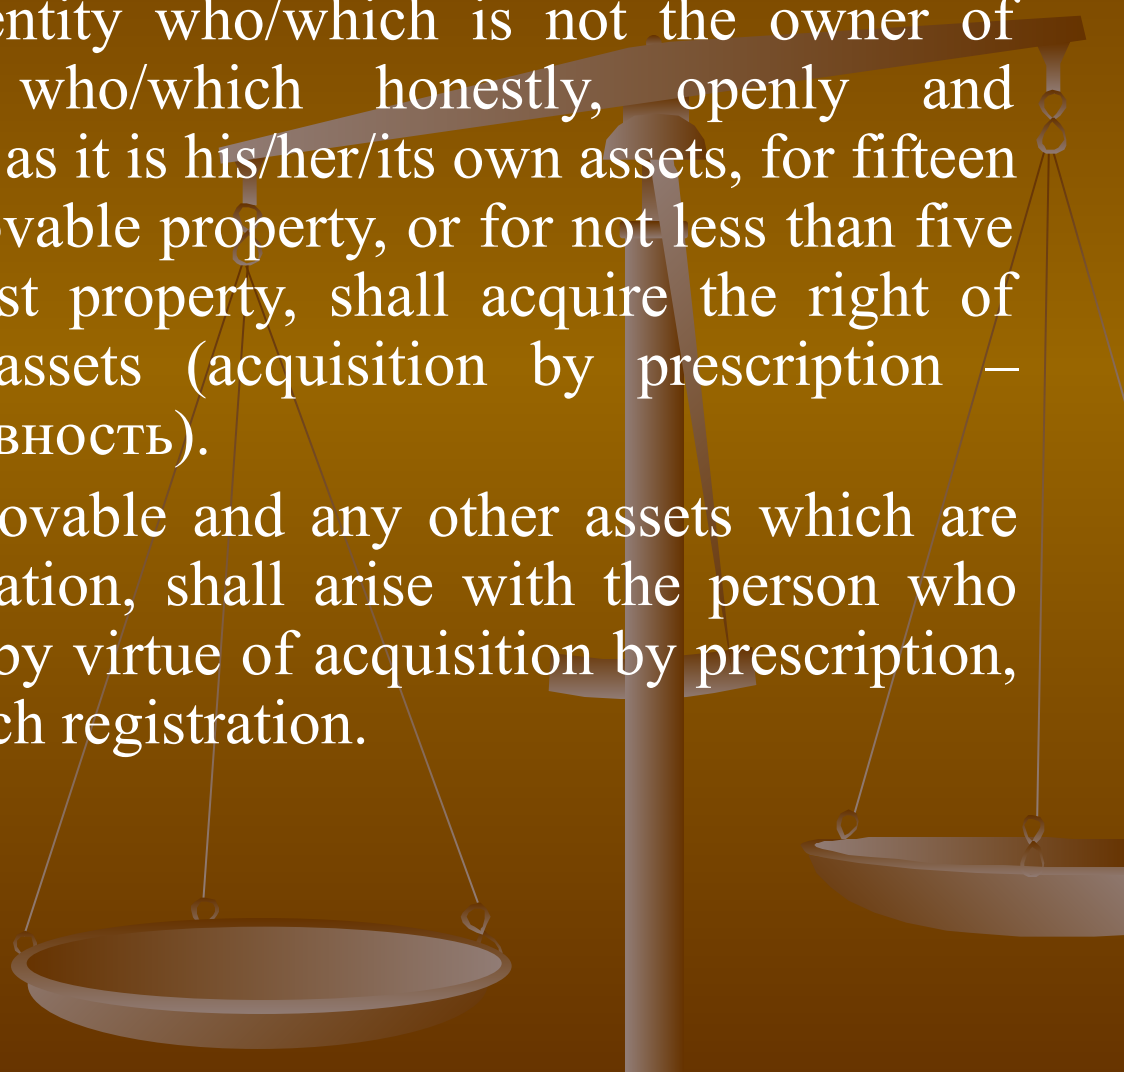 entity who/which is not the owner of
who/which honestly, openly and
as it is his/her/its own assets, for fifteen
ovable property, or for not less than five
st property, shall acquire the right of
assets (acquisition by prescription –
вность).
ovable and any other assets which are
ation, shall arise with the person who
by virtue of acquisition by prescription,
ch registration.